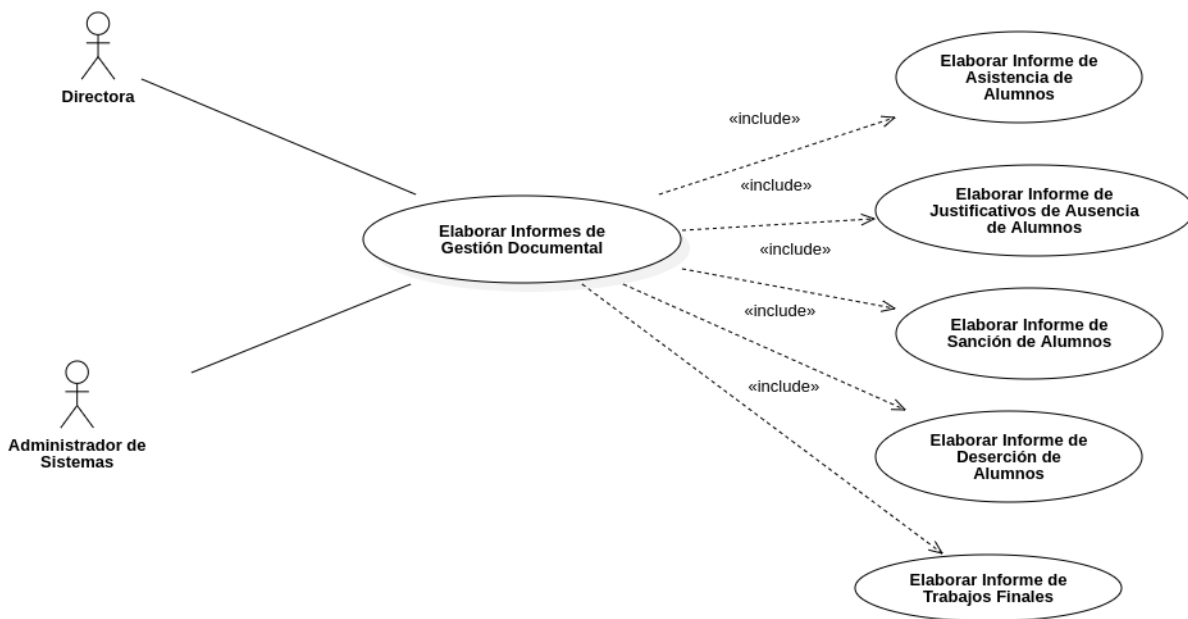 Directora
Administrador de
Sistemas
Elaborar Informes de
Gestión Documental
«include»
«include»
«include»
«include»
«include»
Elaborar Informe de
Asistencia de
Alumnos
Elaborar Informe de
Justificativos de Ausencia
de Alumnos
Elaborar Informe de
Sanción de Alumnos
Elaborar Informe de
Deserción de
Alumnos
Elaborar Informe de
Trabajos Finales